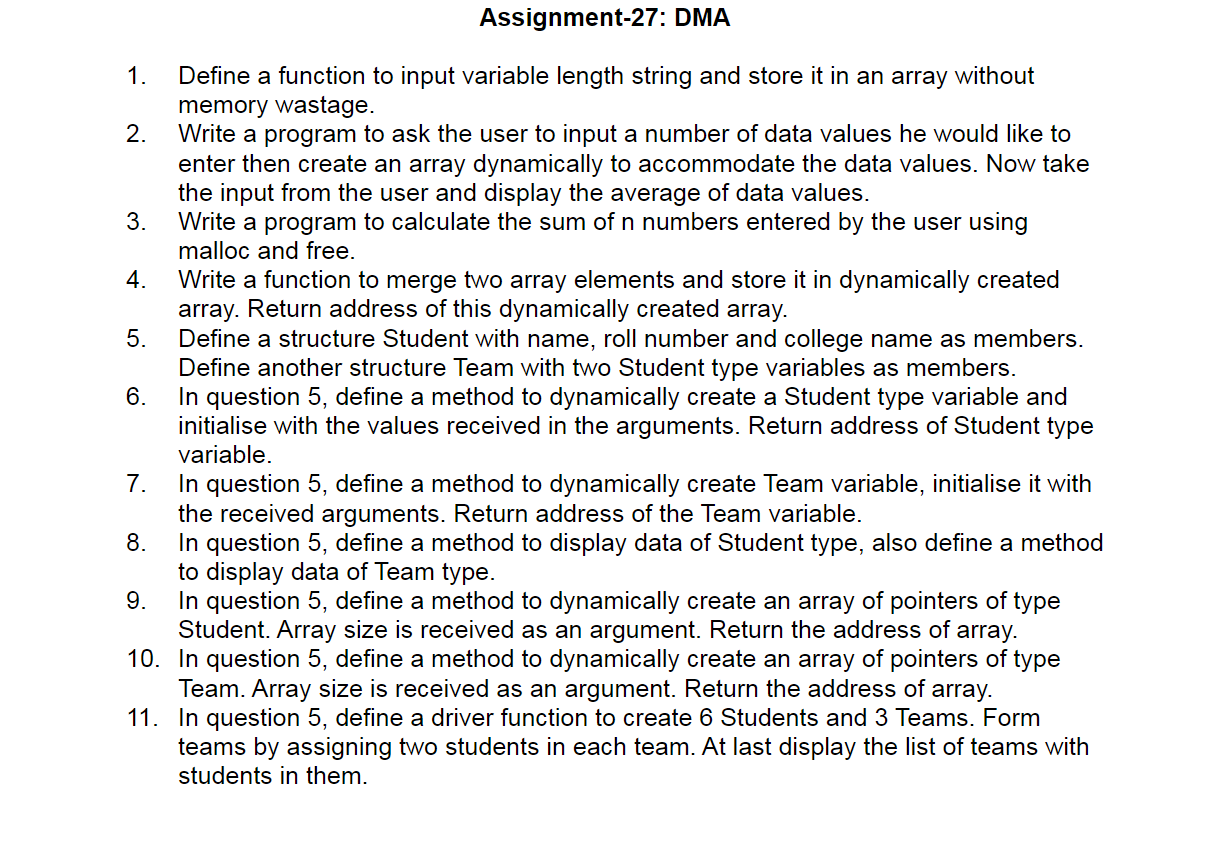 Assignment-27: DMA
1. Define a function to input variable length string and store it in an array without
memory wastage.
2. Write a program to ask the user to input a number of data values he would like to
enter then create an array dynamically to accommodate the data values. Now take
the input from the user and display the average of data values.
3. Write a program to calculate the sum of n numbers entered by the user using
malloc and free.
4. Write a function to merge two array elements and store it in dynamically created
array. Return address of this dynamically created array.
5. Define a structure Student with name, roll number and college name as members.
Define another structure Team with two Student type variables as members.
6. In question 5, define a method to dynamically create a Student type variable and
initialise with the values received in the arguments. Return address of Student type
variable.
7. In question 5, define a method to dynamically create Team variable, initialise it with
the received arguments. Return address of the Team variable.
8. In question 5, define a method to display data of Student type, also define a method
to display data of Team type.
9. In question 5, define a method to dynamically create an array of pointers of type
Student. Array size is received as an argument. Return the address of array.
10. In question 5, define a method to dynamically create an array of pointers of type
Team. Array size is received as an argument. Return the address of array.
11. In question 5, define a driver function to create 6 Students and 3 Teams. Form
teams by assigning two students in each team. At last display the list of teams with
students in them.